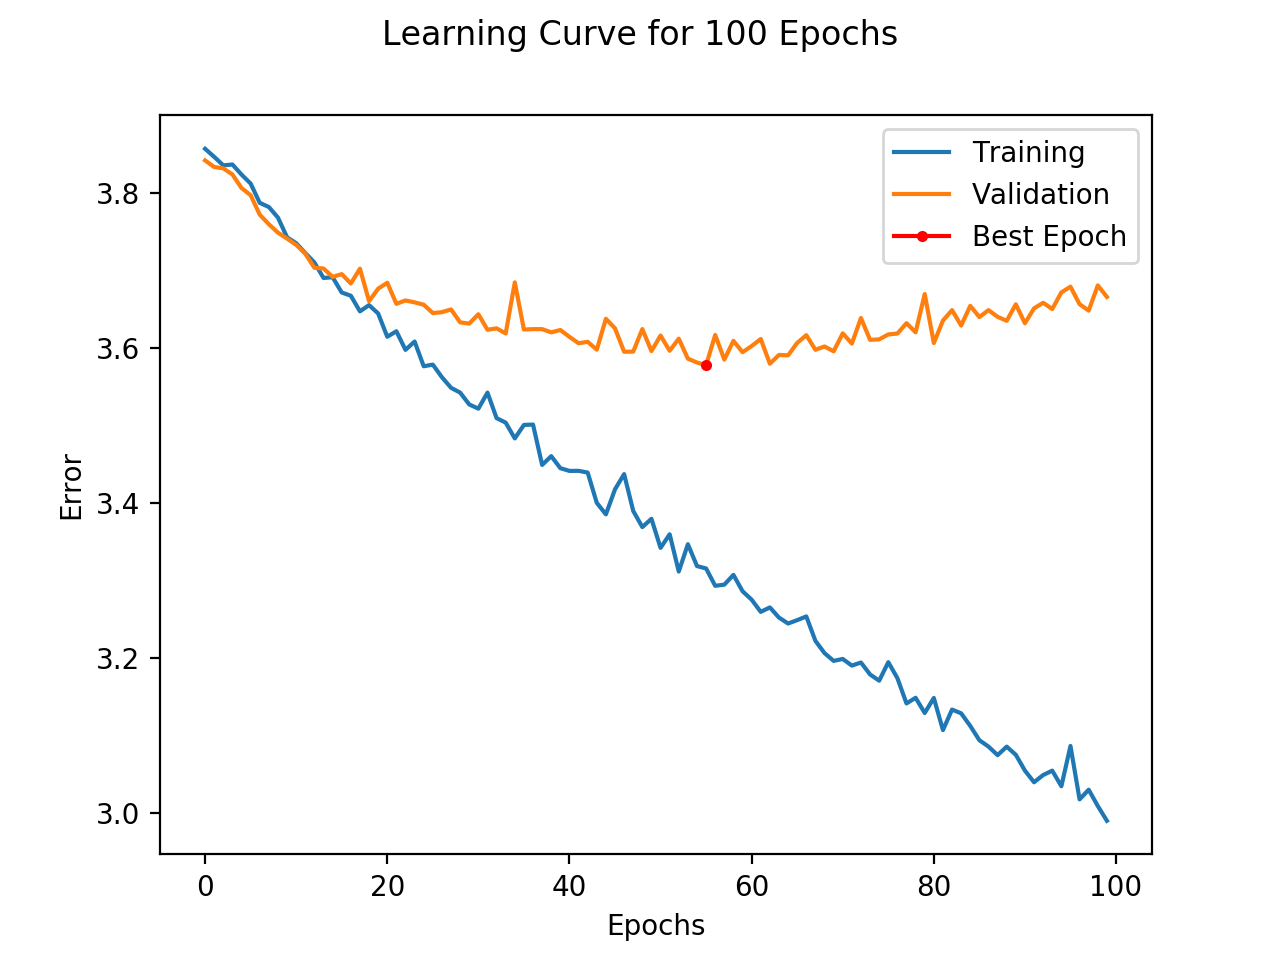 Learning Curve for 100 Epochs
Training
Validation
Best Epoch
3.8
3.6
3.4
3.2
3.0
Error
0 20 40 60 80 100
Epochs